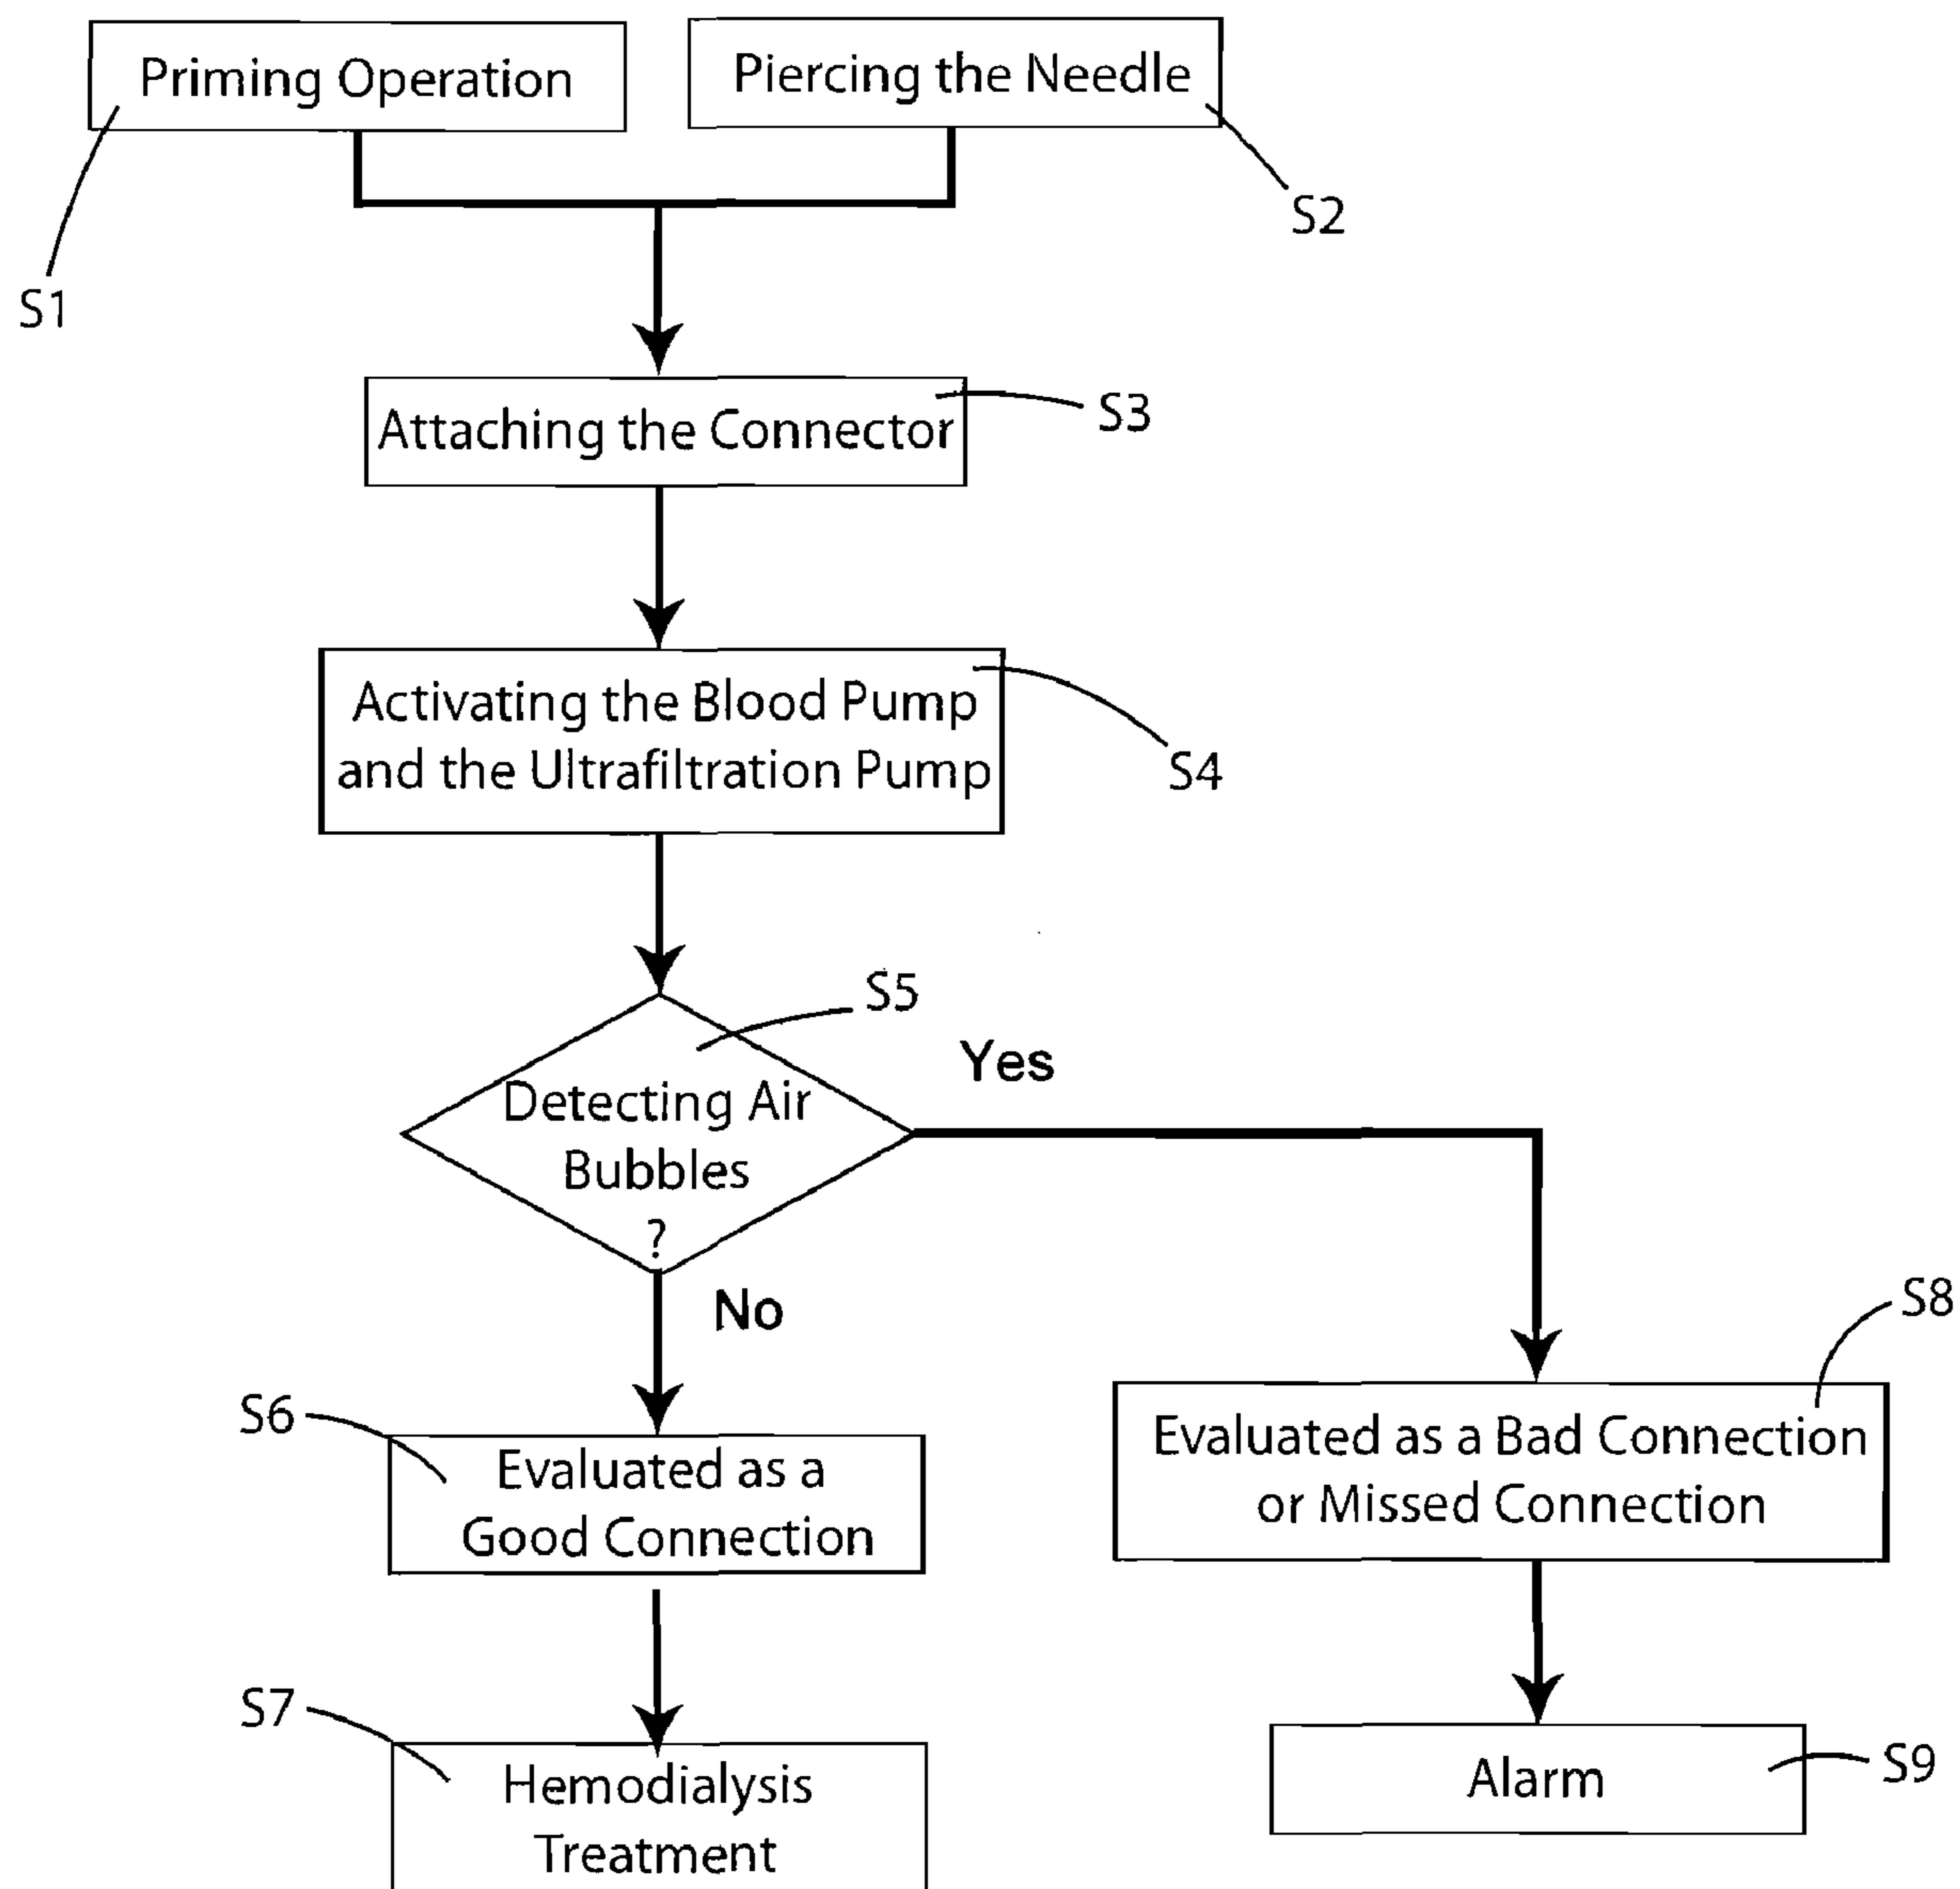 Priming Operation
Piercing the Needle
S2
S1
Attaching the Connector
S3
Activating the Blood Pump
and the Ultrafiltration Pump
S4
S5
Detecting Air
Bubbles
?
Yes
No
S6
Evaluated as a
Good Connection
S8
Evaluated as a Bad Connection
or Missed Connection
S7
Hemodialysis
Treatment
Alarm
S9